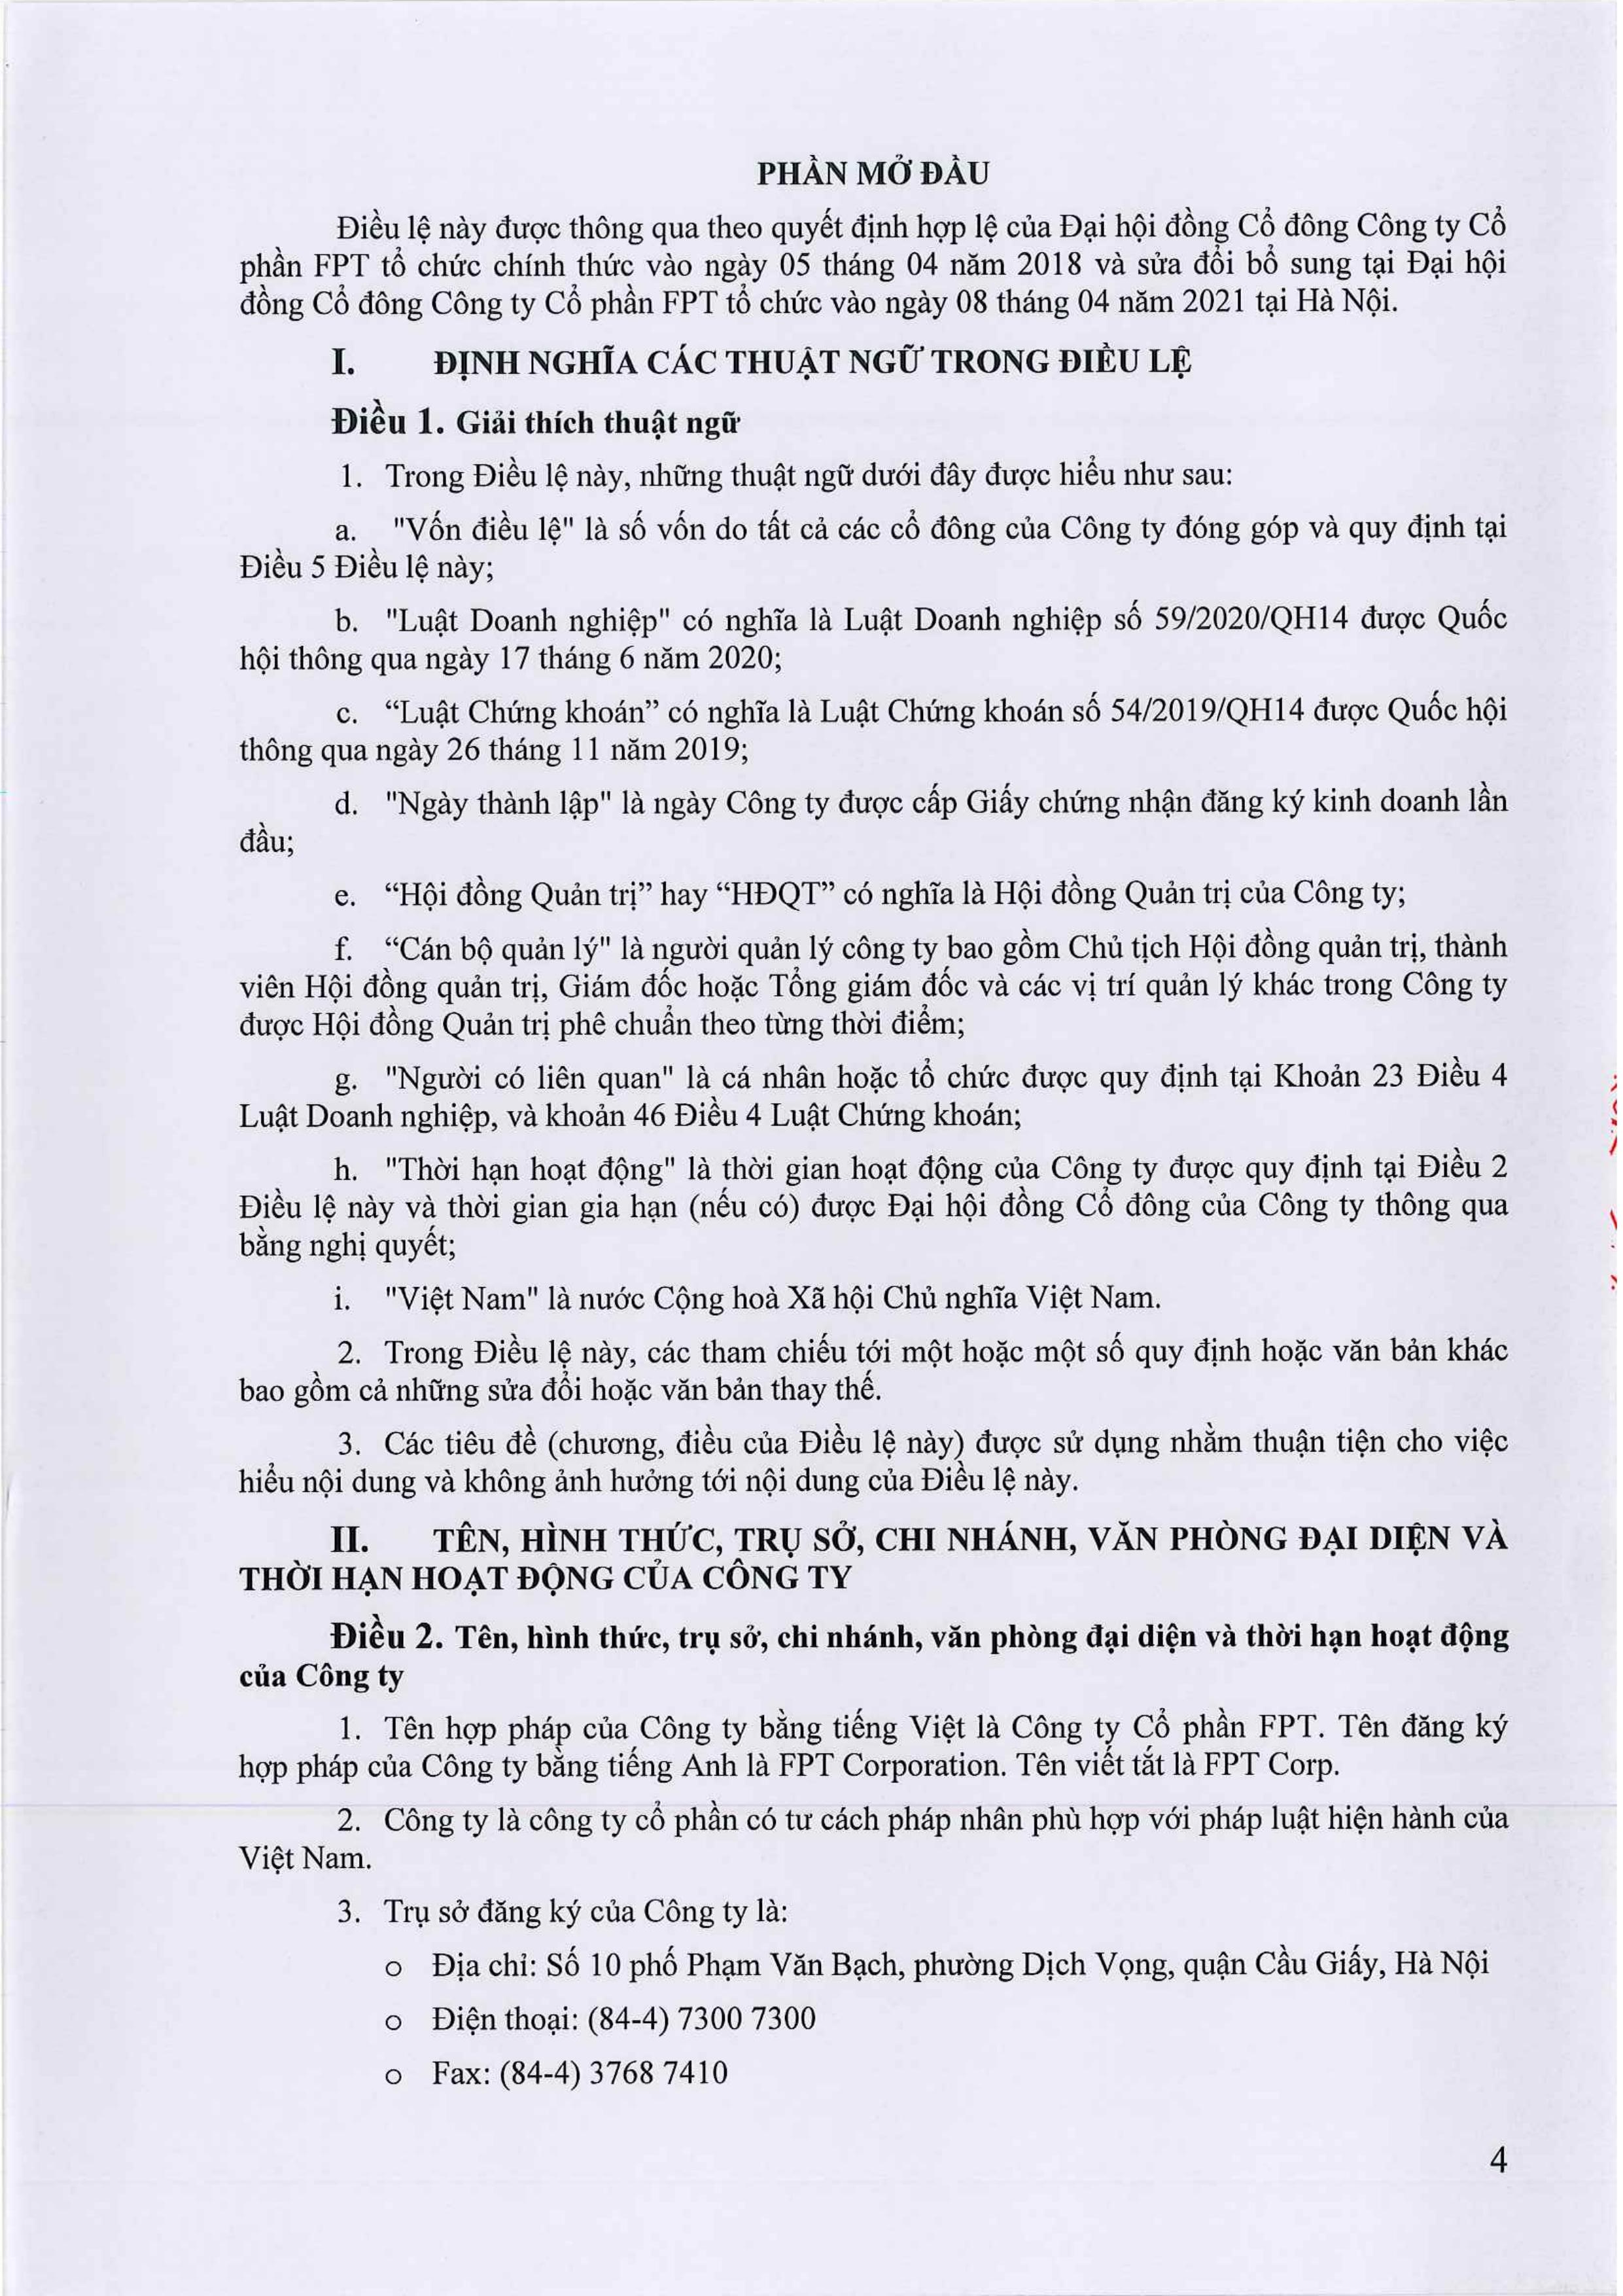 PHẦN MỞ ĐẦU
Điều lệ này được thông qua theo quyết định hợp lệ của Đại hội đồng Cổ đông Công ty Cổ
phần FPT tổ chức chính thức vào ngày 05 tháng 04 năm 2018 và sửa đổi bổ sung tại Đại hội
đồng Cổ đông Công ty Cổ phần FPT tổ chức vào ngày 08 tháng 04 năm 2021 tại Hà Nội.
I. ĐỊNH NGHĨA CÁC THUẬT NGỮ TRONG ĐIỀU LỆ
Điều 1. Giải thích thuật ngữ
1. Trong Điều lệ này, những thuật ngữ dưới đây được hiểu như sau:
a. "Vốn điều lệ" là số vốn do tất cả các cổ đông của Công ty đóng góp và quy định tại
Điều 5 Điều lệ này;
b. "Luật Doanh nghiệp" có nghĩa là Luật Doanh nghiệp số 59/2020/QH14 được Quốc
hội thông qua ngày 17 tháng 6 năm 2020;
c. “Luật Chứng khoán” có nghĩa là Luật Chứng khoán số 54/2019/QH14 được Quốc hội
thông qua ngày 26 tháng 11 năm 2019;
d. "Ngày thành lập" là ngày Công ty được cấp Giấy chứng nhận đăng ký kinh doanh lần
đầu;
e. “Hội đồng Quản trị” hay “HĐQT” có nghĩa là Hội đồng Quản trị của Công ty;
f. “Cán bộ quản lý" là người quản lý công ty bao gồm Chủ tịch Hội đồng quản trị, thành
viên Hội đồng quản trị, Giám đốc hoặc Tổng giám đốc và các vị trí quản lý khác trong Công ty
được Hội đồng Quản trị phê chuẩn theo từng thời điểm;
g. "Người có liên quan" là cá nhân hoặc tổ chức được quy định tại Khoản 23 Điều 4
Luật Doanh nghiệp, và khoản 46 Điều 4 Luật Chứng khoán;
h. "Thời hạn hoạt động" là thời gian hoạt động của Công ty được quy định tại Điều 2
Điều lệ này và thời gian gia hạn (nếu có) được Đại hội đồng Cổ đông của Công ty thông qua
bằng nghị quyết;
i. "Việt Nam" là nước Cộng hoà Xã hội Chủ nghĩa Việt Nam.
2. Trong Điều lệ này, các tham chiếu tới một hoặc một số quy định hoặc văn bản khác
bao gồm cả những sửa đổi hoặc văn bản thay thế.
3. Các tiêu đề (chương, điều của Điều lệ này) được sử dụng nhằm thuận tiện cho việc
hiểu nội dung và không ảnh hưởng tới nội dung của Điều lệ này.
II. TÊN, HÌNH THỨC, TRỤ SỞ, CHI NHÁNH, VĂN PHÒNG ĐẠI DIỆN VÀ
THỜI HẠN HOẠT ĐỘNG CỦA CÔNG TY
Điều 2. Tên, hình thức, trụ sở, chi nhánh, văn phòng đại diện và thời hạn hoạt động
của Công ty
1. Tên hợp pháp của Công ty bằng tiếng Việt là Công ty Cổ phần FPT. Tên đăng ký
hợp pháp của Công ty bằng tiếng Anh là FPT Corporation. Tên viết tắt là FPT Corp.
2. Công ty là công ty cổ phần có tư cách pháp nhân phù hợp với pháp luật hiện hành của
Việt Nam.
3. Trụ sở đăng ký của Công ty là:
o Địa chỉ: Số 10 phố Phạm Văn Bạch, phường Dịch Vọng, quận Cầu Giấy, Hà Nội
o Điện thoại: (84-4) 7300 7300
o Fax: (84-4) 3768 7410
4